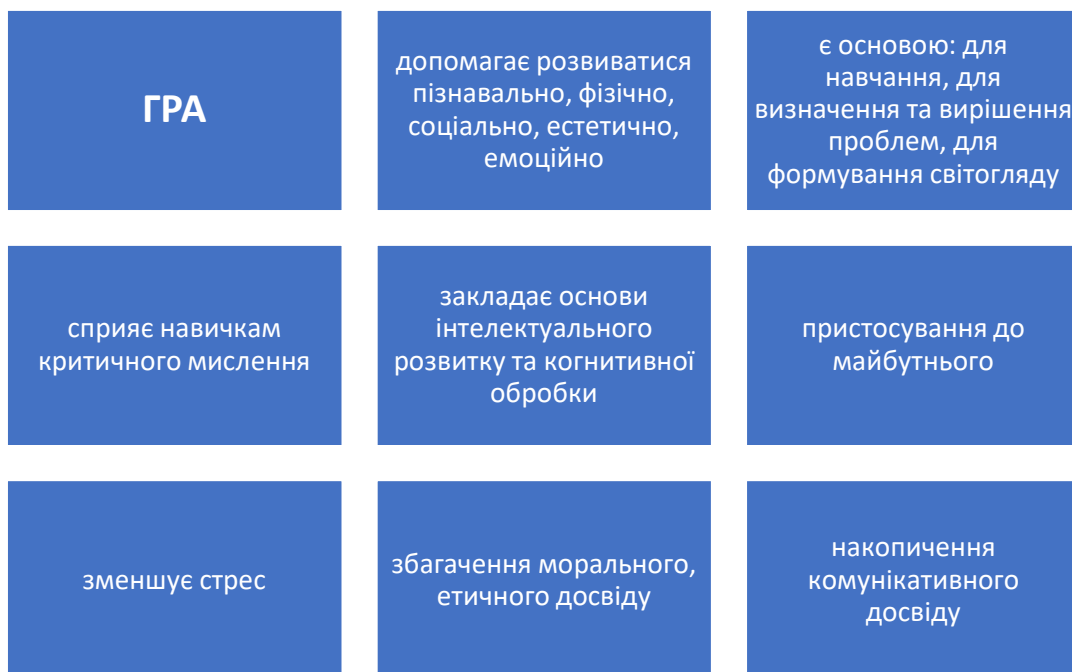 ГРА
допомагає розвиватися
пізнавально, фізично,
соціально, естетично,
емоційно
є основою: для
навчання, для
визначення та вирішення
проблем, для
формування світогляду
сприяє навичкам
критичного мислення
закладає основи
інтелектуального
розвитку та когнитивної
обробки
пристосування до
майбутнього
зменшує стрес
збагачення морального,
етичного досвіду
накопичення
комунікативного
досвіду